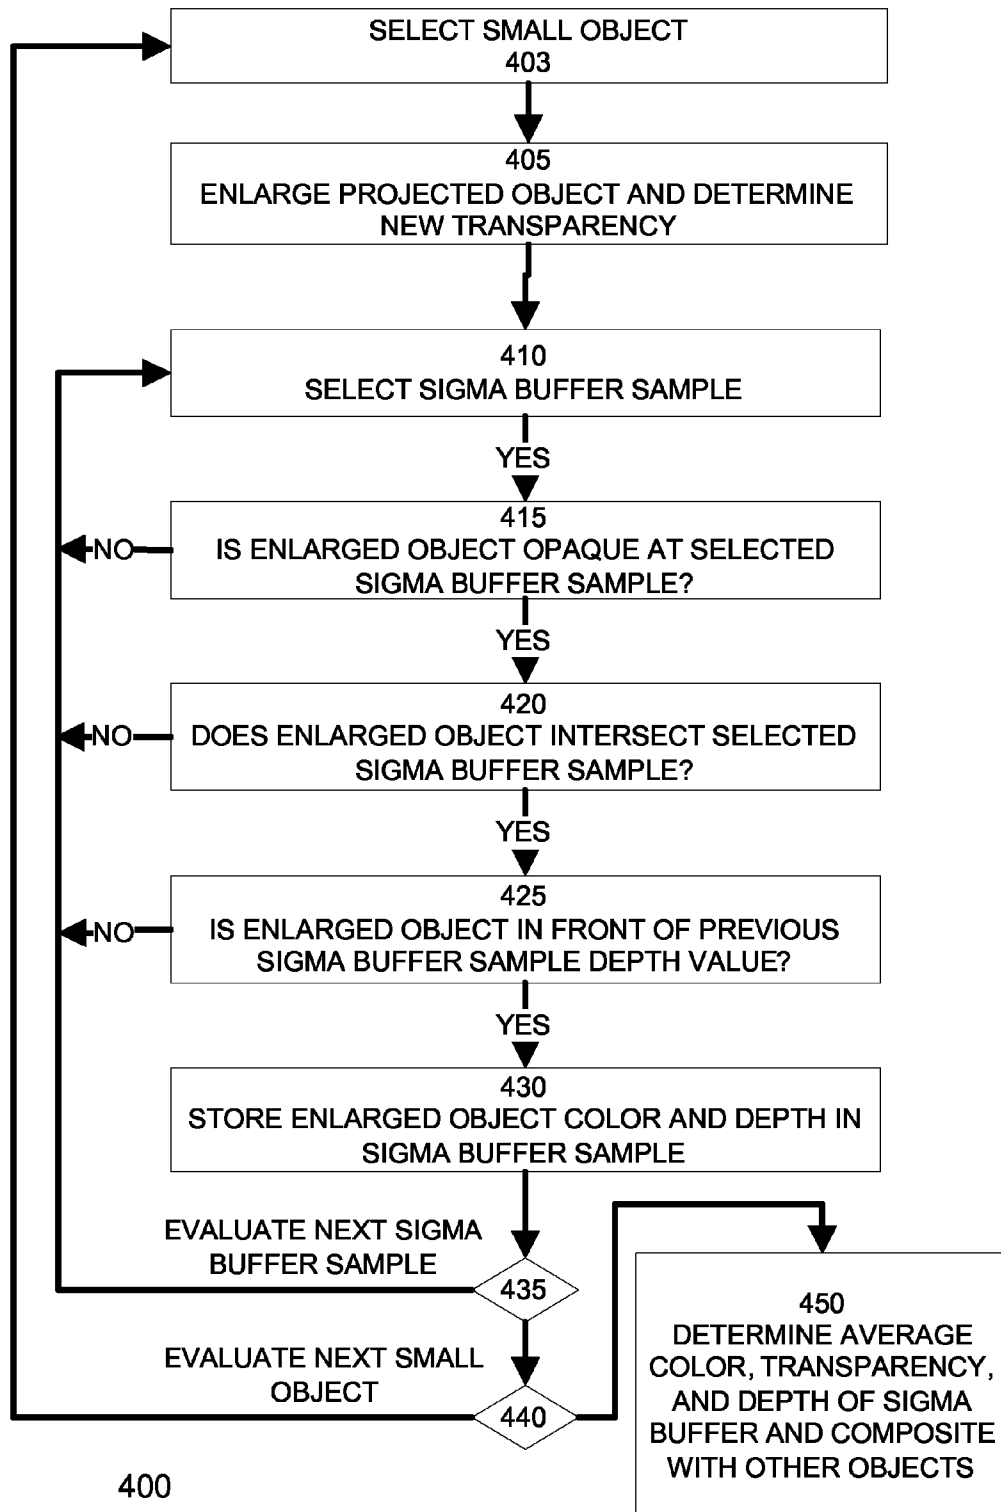 SELECT SMALL OBJECT
403
405
ENLARGE PROJECTED OBJECT AND DETERMINE
NEW TRANSPARENCY
410
SELECT SIGMA BUFFER SAMPLE
YES
415
IS ENLARGED OBJECT OPAQUE AT SELECTED
SIGMA BUFFER SAMPLE?
NO
YES
420
DOES ENLARGED OBJECT INTERSECT SELECTED
SIGMA BUFFER SAMPLE?
NO
YES
425
IS ENLARGED OBJECT IN FRONT OF PREVIOUS
SIGMA BUFFER SAMPLE DEPTH VALUE?
NO
YES
430
STORE ENLARGED OBJECT COLOR AND DEPTH IN
SIGMA BUFFER SAMPLE
EVALUATE NEXT SIGMA
BUFFER SAMPLE
435
EVALUATE NEXT SMALL
OBJECT
440
450
DETERMINE AVERAGE
COLOR, TRANSPARENCY,
AND DEPTH OF SIGMA
BUFFER AND COMPOSITE
WITH OTHER OBJECTS
400